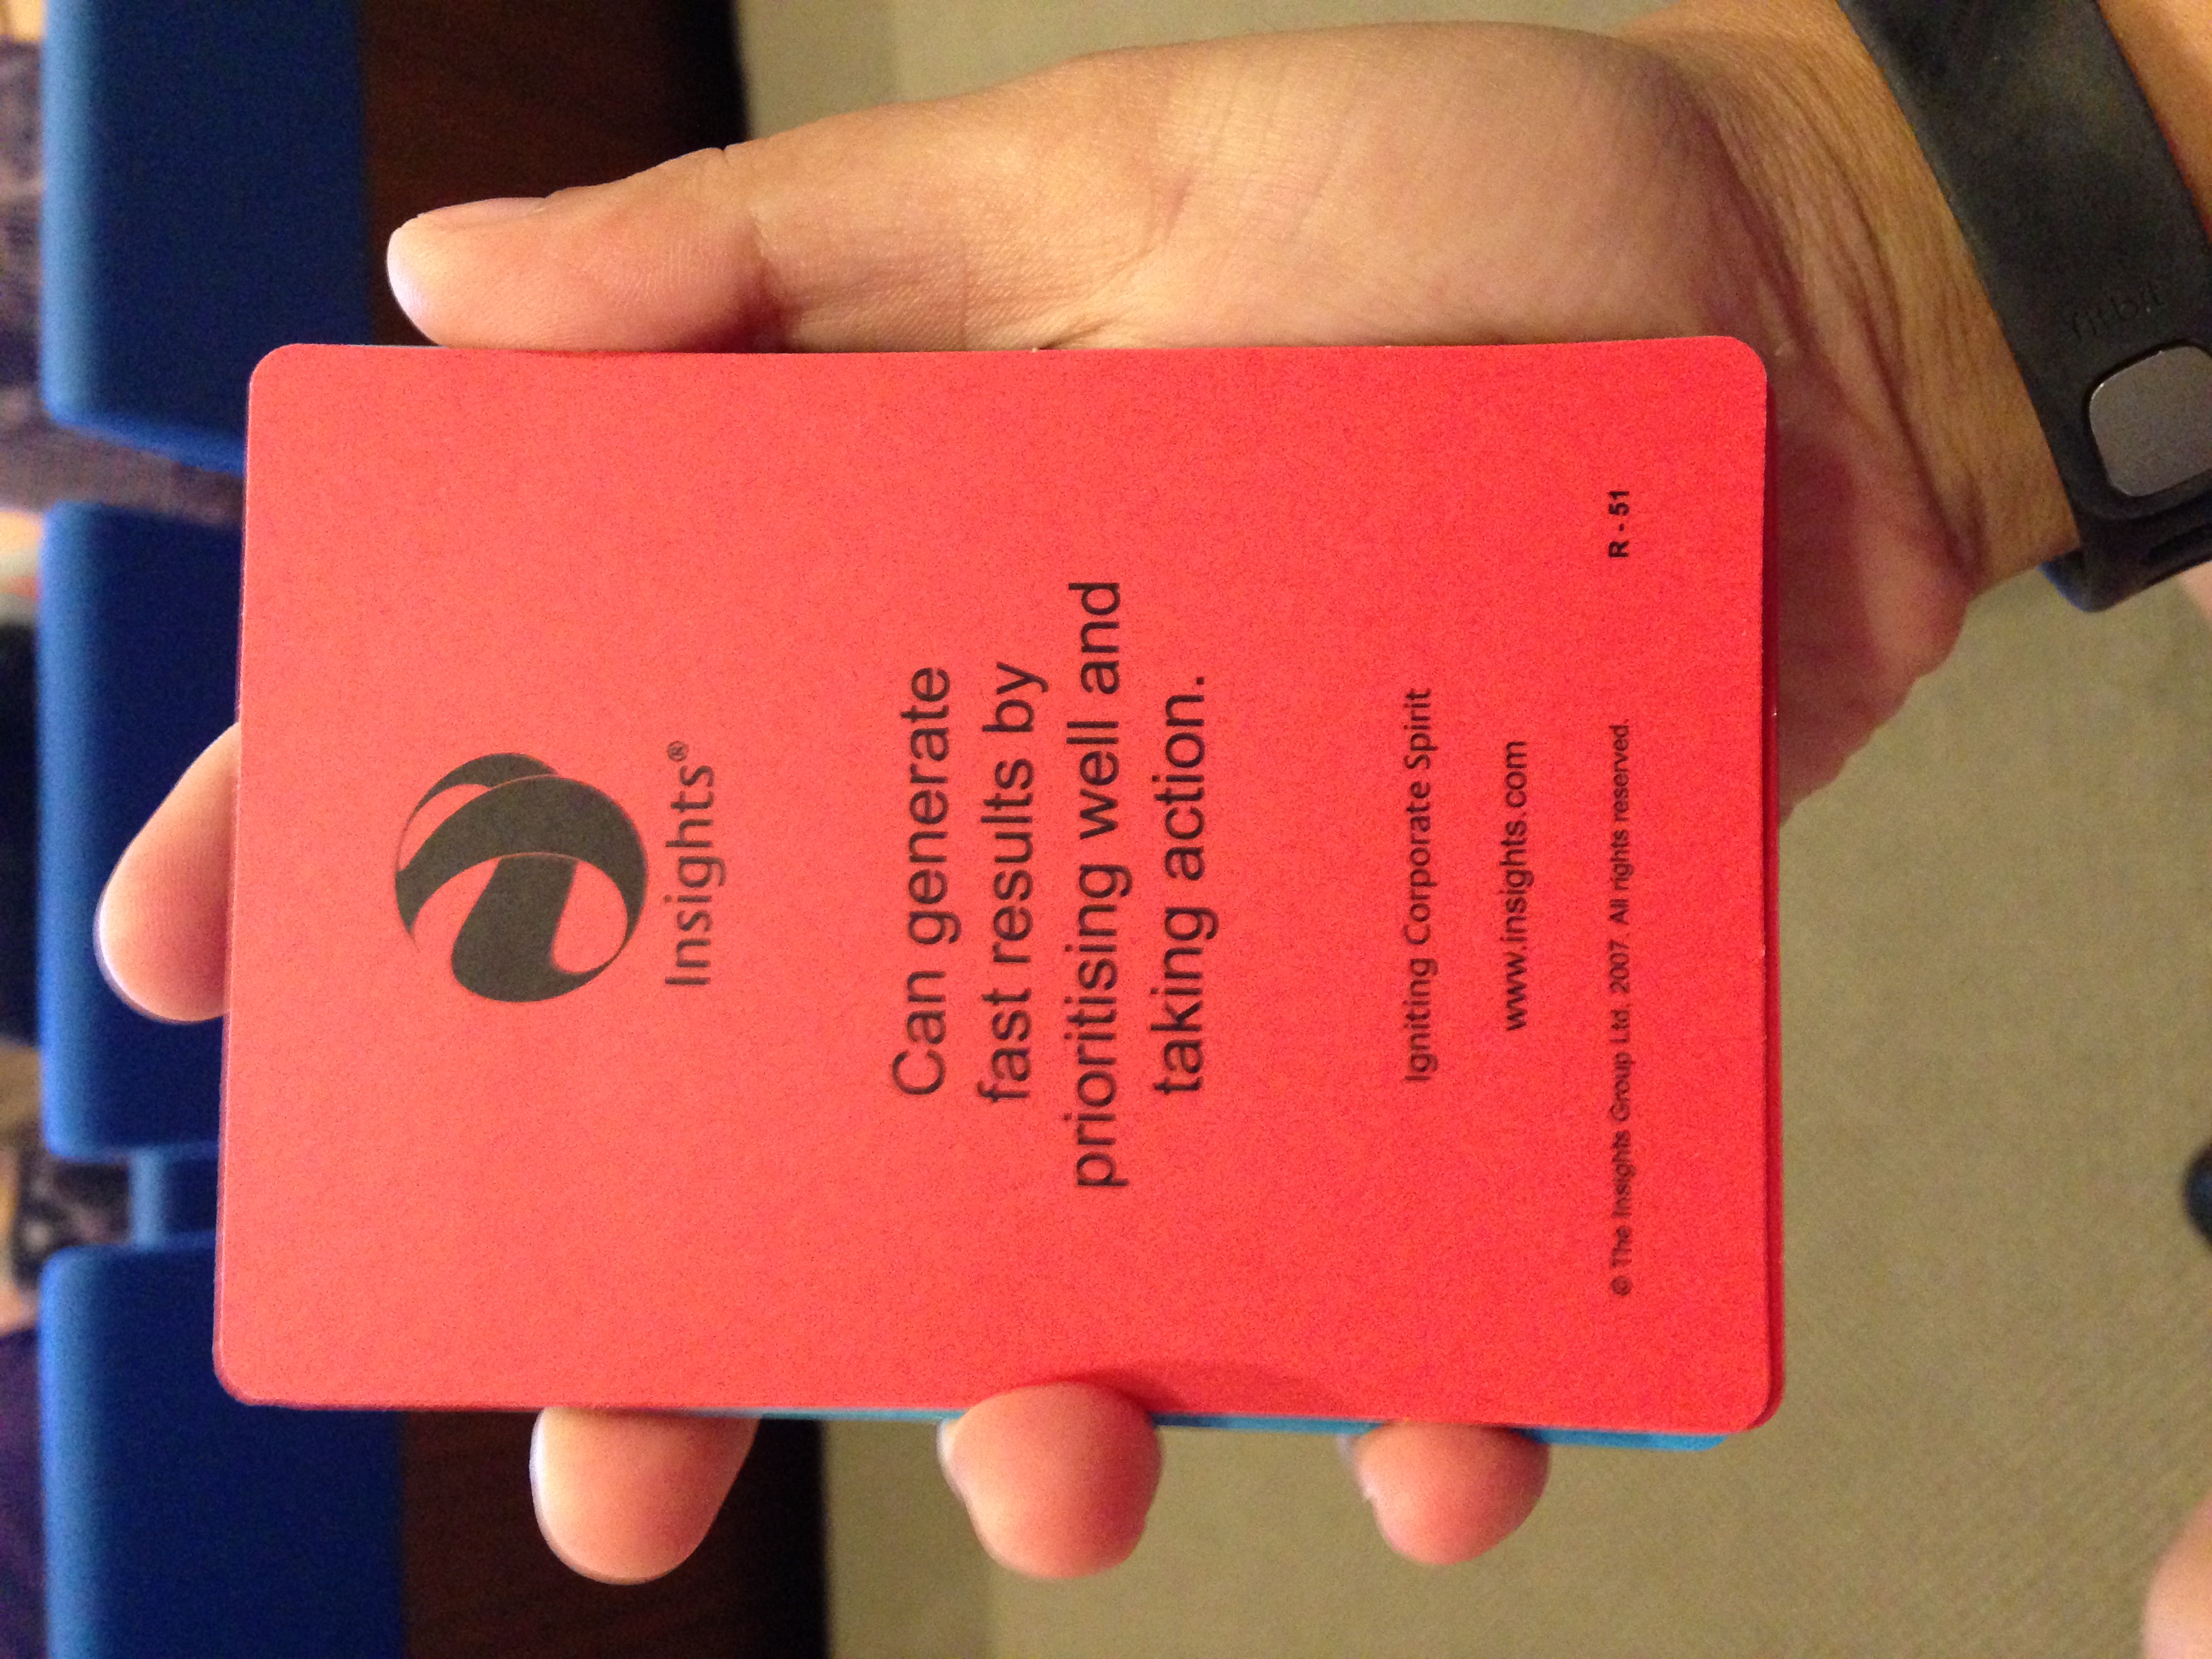 Insights®
Can generate
fast results by
prioritising well and
taking action.
Igniting Corporate Spirit
www.insights.com
© The Insights Group Ltd, 2007. All rights reserved. R - 51
fitbit